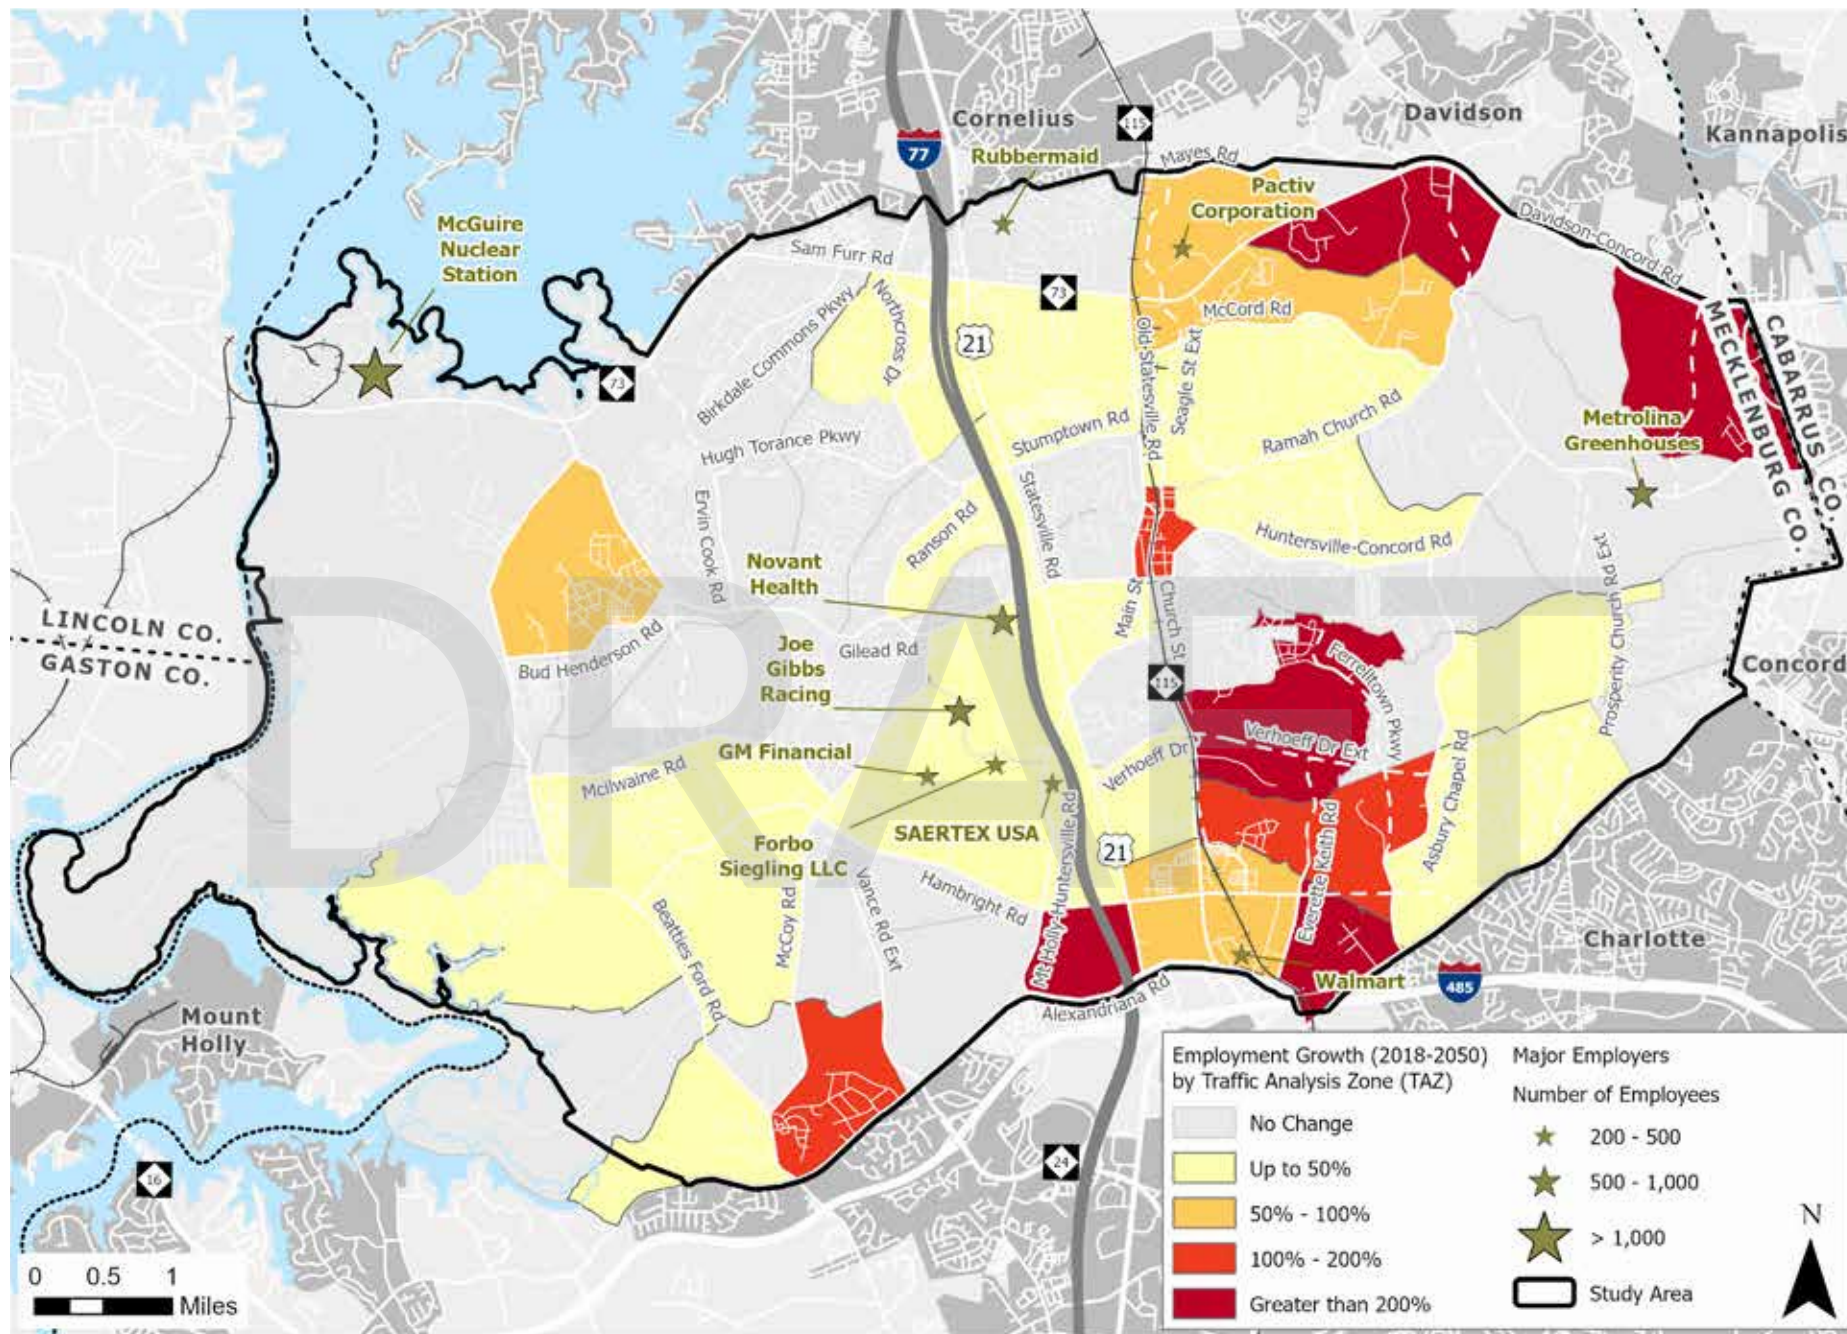 Cornelius
115
Davidson
Kannapolis
77
Rubbermaid
Mayes Rd
Pactiv
Corporation
McGuire
Nuclear
Station
Sam Furr Rd
Davidson-Concord Rd
73
Northcross Dr
Birkdale Commons Pkwy
McCord Rd
21
Old Statesville Rd
Seagle St Ext
MECKLENBURG CO.
CABARRUS CO.
73
Hugh Torance Pkwy
Stumptown Rd
Ramah Church Rd
Metrolina
Greenhouses
Ervin Cook Rd
Ranson Rd
Statesville Rd
Huntersville-Concord Rd
Novant
Health
Main St
Church St
Prosperity Church Rd Ext
DRAFT
LINCOLN CO.
GASTON CO.
Bud Henderson Rd
Joe
Gibbs
Racing
Gilead Rd
115
Ferrelltown Pkwy
Concord
GM Financial
Mcilwaine Rd
Verhoeff Dr
Verhoeff Dr Ext
Asbury Chapel Rd
Forbo
Siegling LLC
SAERTEX USA
21
Mt Holly-Huntersville Rd
Everette Keith Rd
Hambright Rd
Vance Rd Ext
McCoy Rd
Beatties Ford Rd
Charlotte
Walmart
485
Alexandriana Rd
Mount
Holly
16
24
Employment Growth (2018-2050)
by Traffic Analysis Zone (TAZ)
No Change
Up to 50%
50% - 100%
100% - 200%
Greater than 200%
Major Employers
Number of Employees
200 - 500
500 - 1,000
> 1,000
Study Area
N
0 0.5 1
Miles